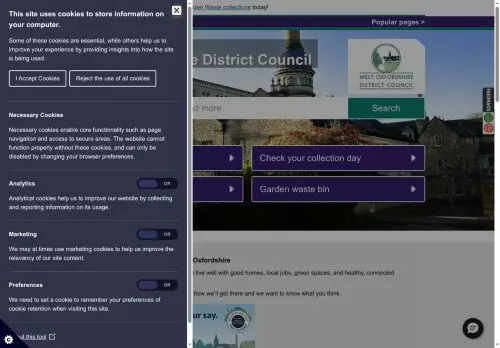 This site uses cookies to store information on
your computer.
Some of these cookies are essential, while others help us to
improve your experience by providing insights into how the site
is being used.
I Accept Cookies
Reject the use of all cookies
Necessary Cookies
Necessary cookies enable core functionality such as page
navigation and access to secure areas. The website cannot
function properly without these cookies, and can only be
disabled by changing your browser preferences.
Analytics
Off
Analytical cookies help us to improve our website by collecting
and reporting information on its usage.
Marketing
Off
We may at times use marketing cookies to help us improve the
relevancy of our site content.
Preferences
Off
We need to set a cookie to remember your preferences of
cookie retention when visiting this site.
this tool
Waste collections today!
Popular pages >
District Council
WEST OXFORDSHIRE
DISTRICT COUNCIL
more
Search
Check your collection day
Garden waste bin
Oxfordshire
live well with good homes, local jobs, green spaces, and healthy, connected
how we'll get there and we want to know what you think.
say.
FEEDBACK